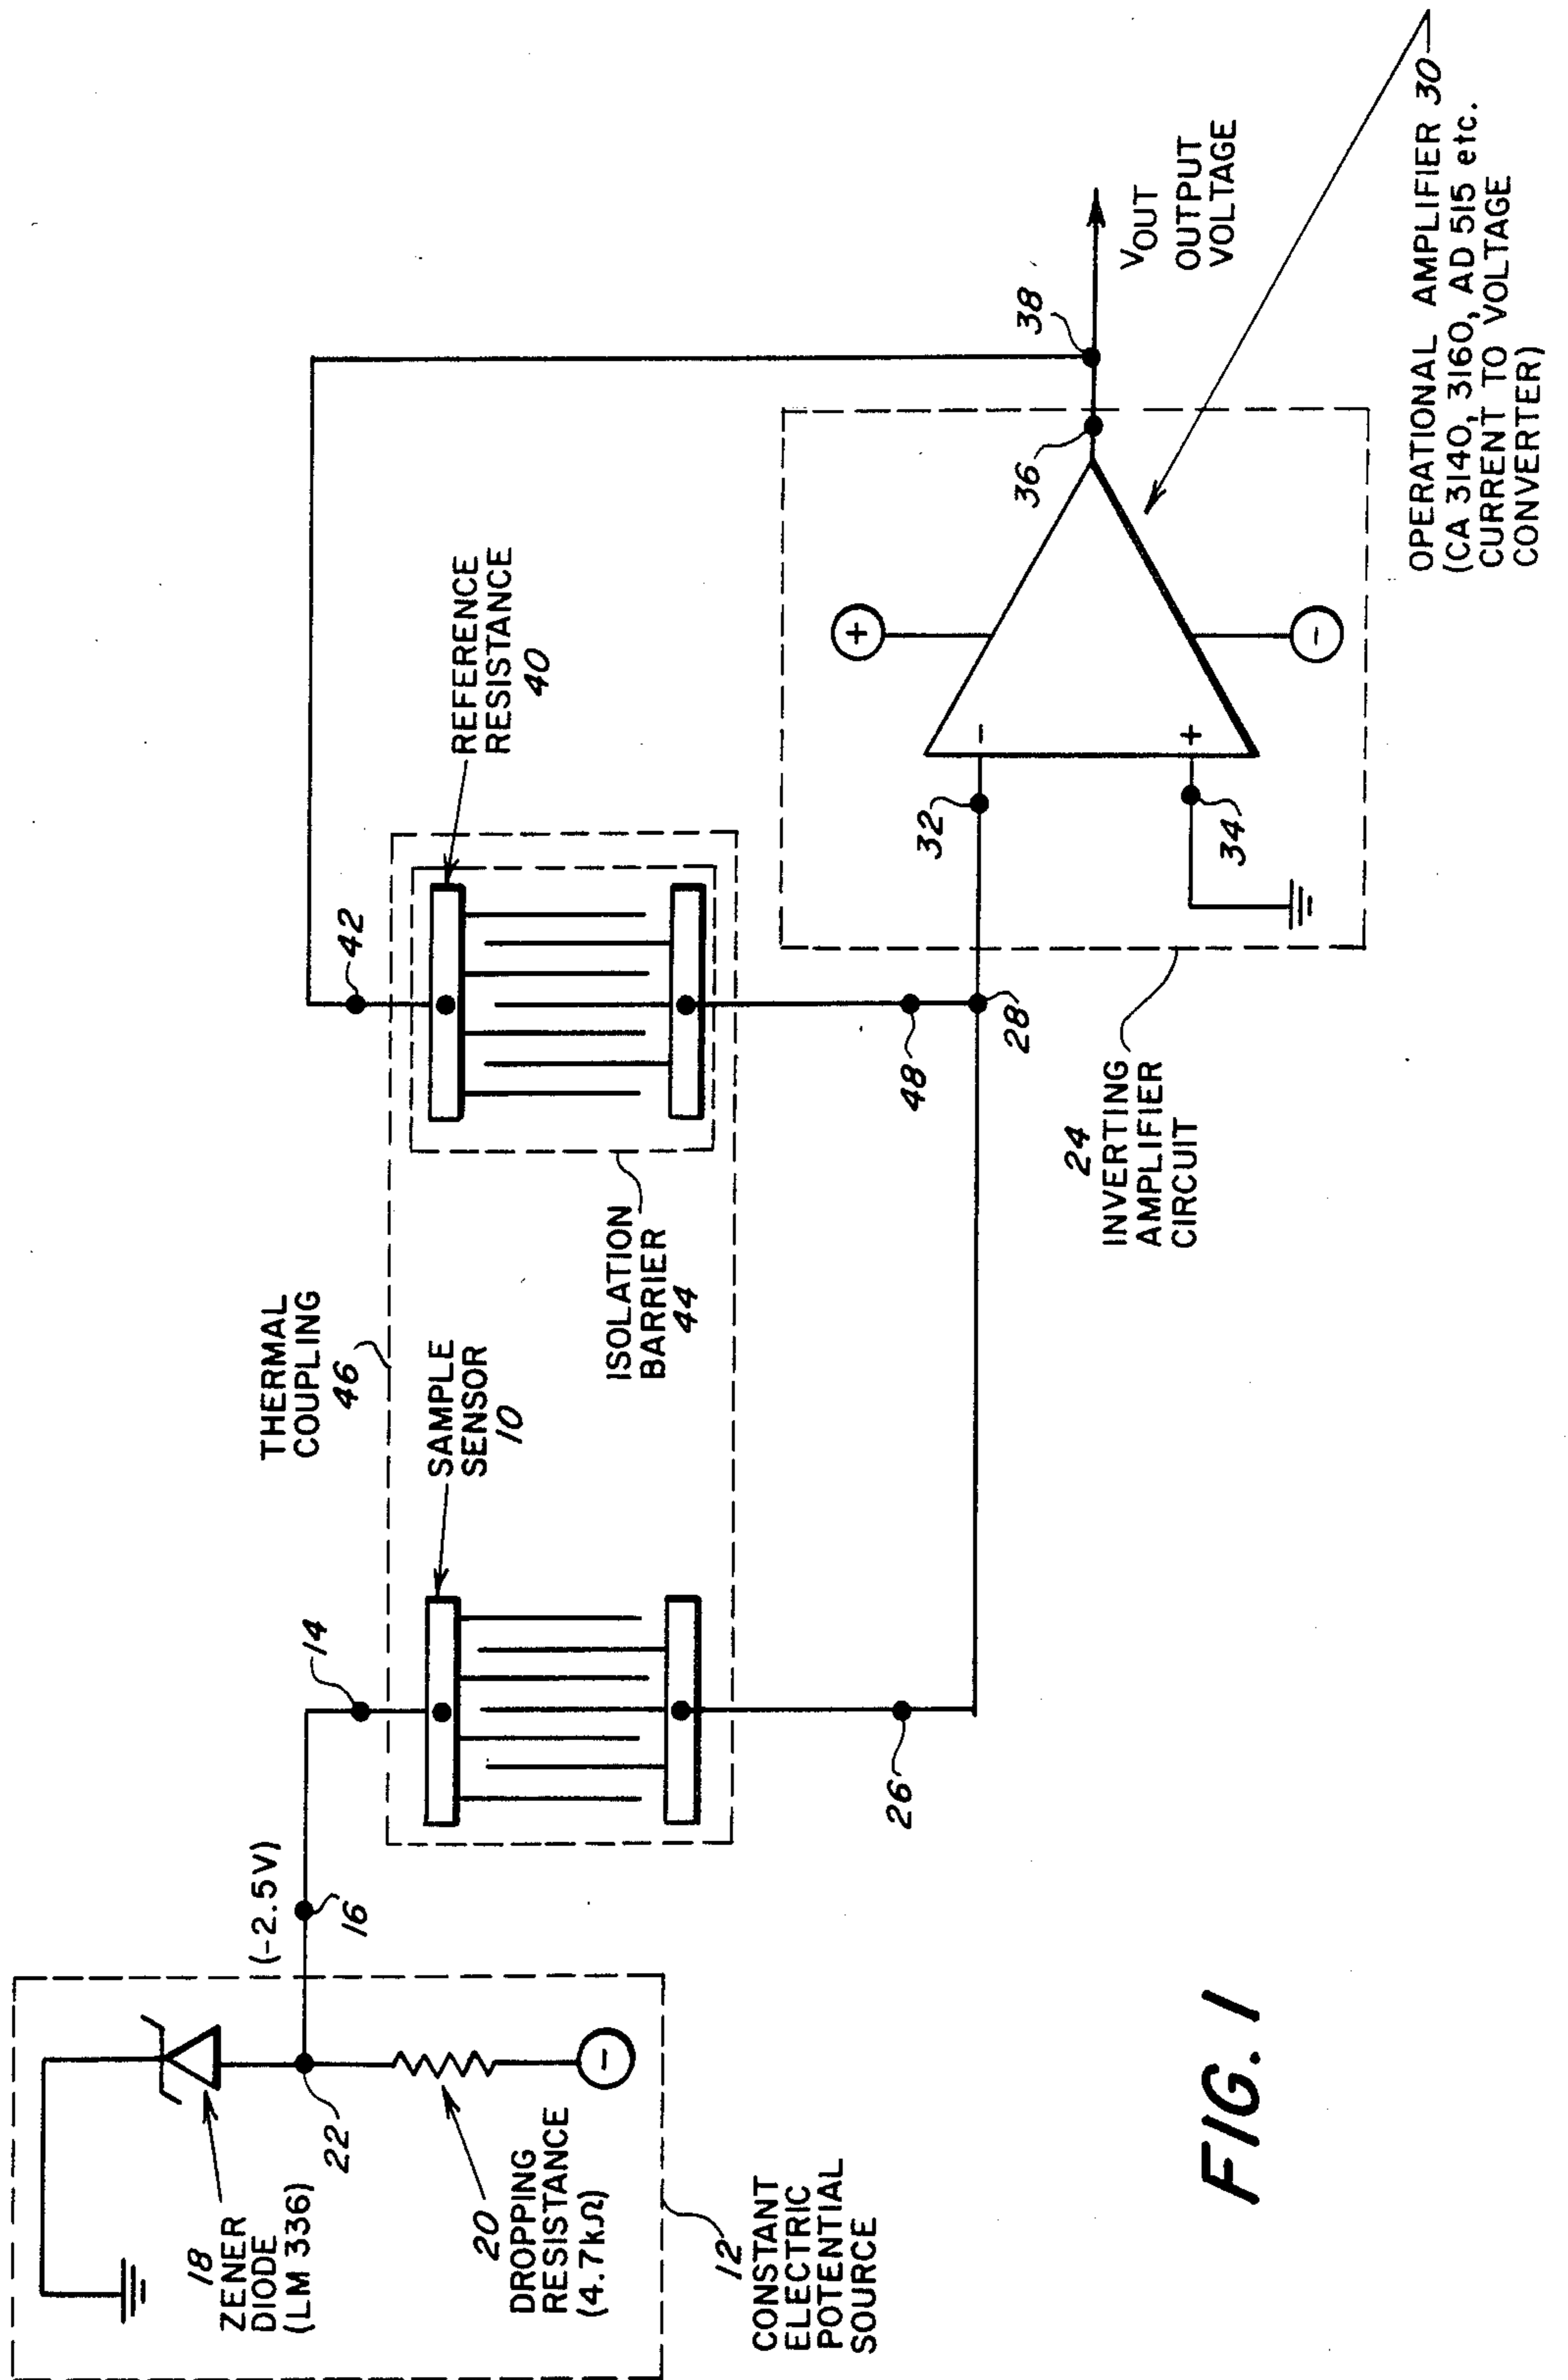 18
ZENER
DIODE
(LM 336)
22
20
DROPPING
RESISTANCE
(4.7kΩ)
-
12
CONSTANT
ELECTRIC
POTENTIAL
SOURCE
(-2.5V)
16
14
THERMAL
COUPLING
46
SAMPLE
SENSOR
10
26
ISOLATION
BARRIER
44
42
REFERENCE
RESISTANCE
40
48
28
24
INVERTING
AMPLIFIER
CIRCUIT
32
34
-
+
+
-
36
38
VOUT
OUTPUT
VOLTAGE
OPERATIONAL AMPLIFIER 30
(CA 3140, 3160, AD 515 etc.
CURRENT TO VOLTAGE
CONVERTER)
FIG. 1